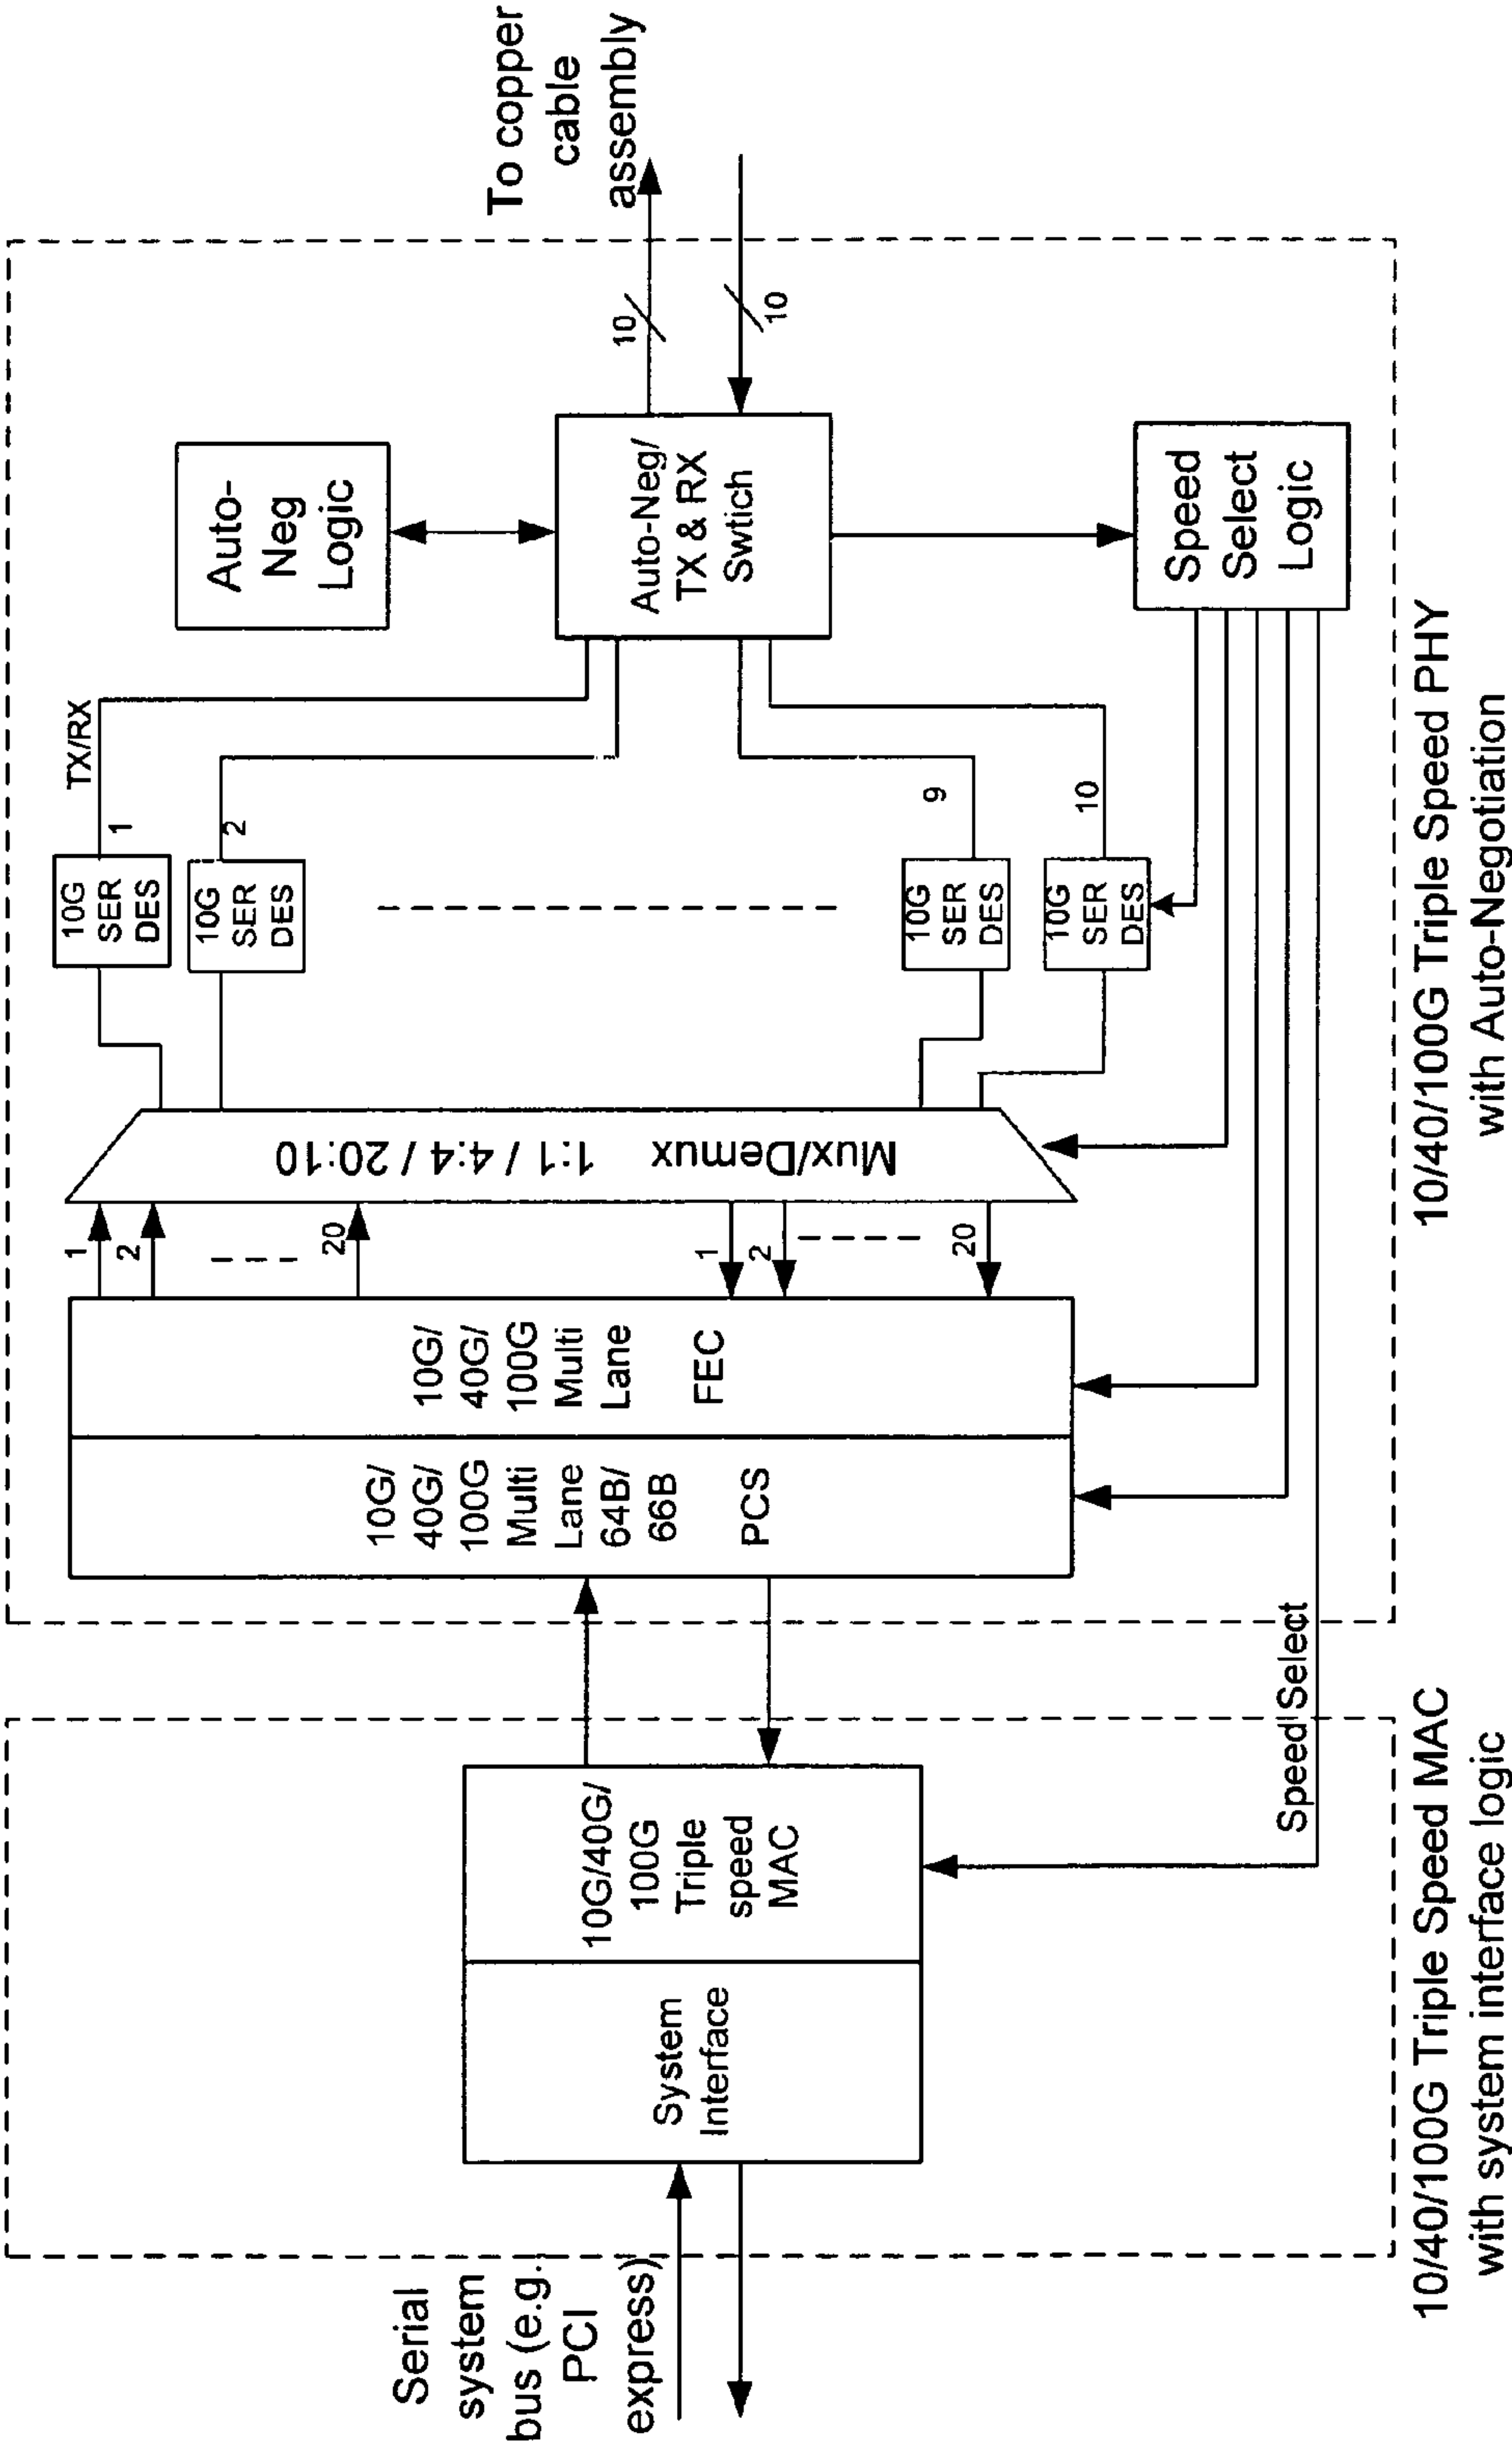 Serial
system
bus (e.g.
PCI
express)
System
Interface
10G/40G/
100G
Triple
speed
MAC
10/40/100G Triple Speed MAC
with system interface logic
Speed Select
10G/
40G/
100G
Multi
Lane
64B/
66B
PCS
10G/
40G/
100G
Multi
Lane
FEC
1
2
20
1
2
20
Mux/Demux 1:1 / 4:4 / 20:10
10G
SER
DES
10G
SER
DES
10G
SER
DES
10G
SER
DES
1
TX/RX
2
9
10
Auto-
Neg
Logic
Auto-Neg/
TX & RX
Swtich
Speed
Select
Logic
10
10
To copper
cable
assembly
10/40/100G Triple Speed PHY
with Auto-Negotiation